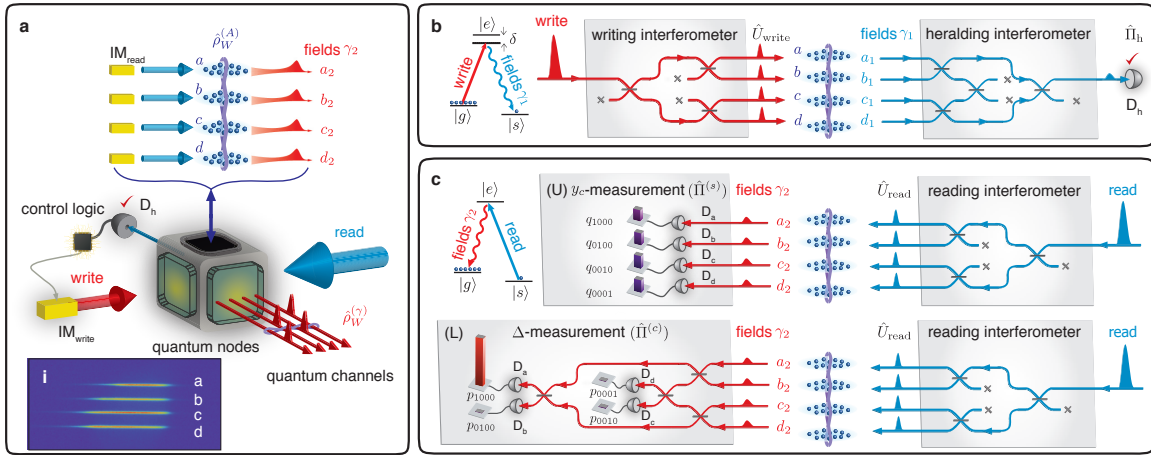 a
IM_read
ρ̂_W^(A)
fields γ₂
a
a₂
b
b₂
c
c₂
d
d₂
control logic
D_h
read
write
IM_write
ρ̂_W^(γ)
quantum nodes
quantum channels
i
a
b
c
d
b
|e⟩
δ
write
fields γ₁
|g⟩
|s⟩
write
writing interferometer
Û_write
a
b
c
d
fields γ₁
a₁
b₁
c₁
d₁
heralding interferometer
Π̂_h
D_h
c
|e⟩
fields γ₂
read
|g⟩
|s⟩
(U) y_c-measurement (Π̂^(s))
fields γ₂
q₁₀₀₀
D_a
a₂
q₀₁₀₀
D_b
b₂
q₀₀₁₀
D_c
c₂
q₀₀₀₁
D_d
d₂
Û_read
reading interferometer
read
(L)
Δ-measurement (Π̂^(c))
fields γ₂
D_a
p₁₀₀₀
p₀₁₀₀
D_b
D_d
p₀₀₀₁
p₀₀₁₀
D_c
a₂
b₂
c₂
d₂
Û_read
reading interferometer
read